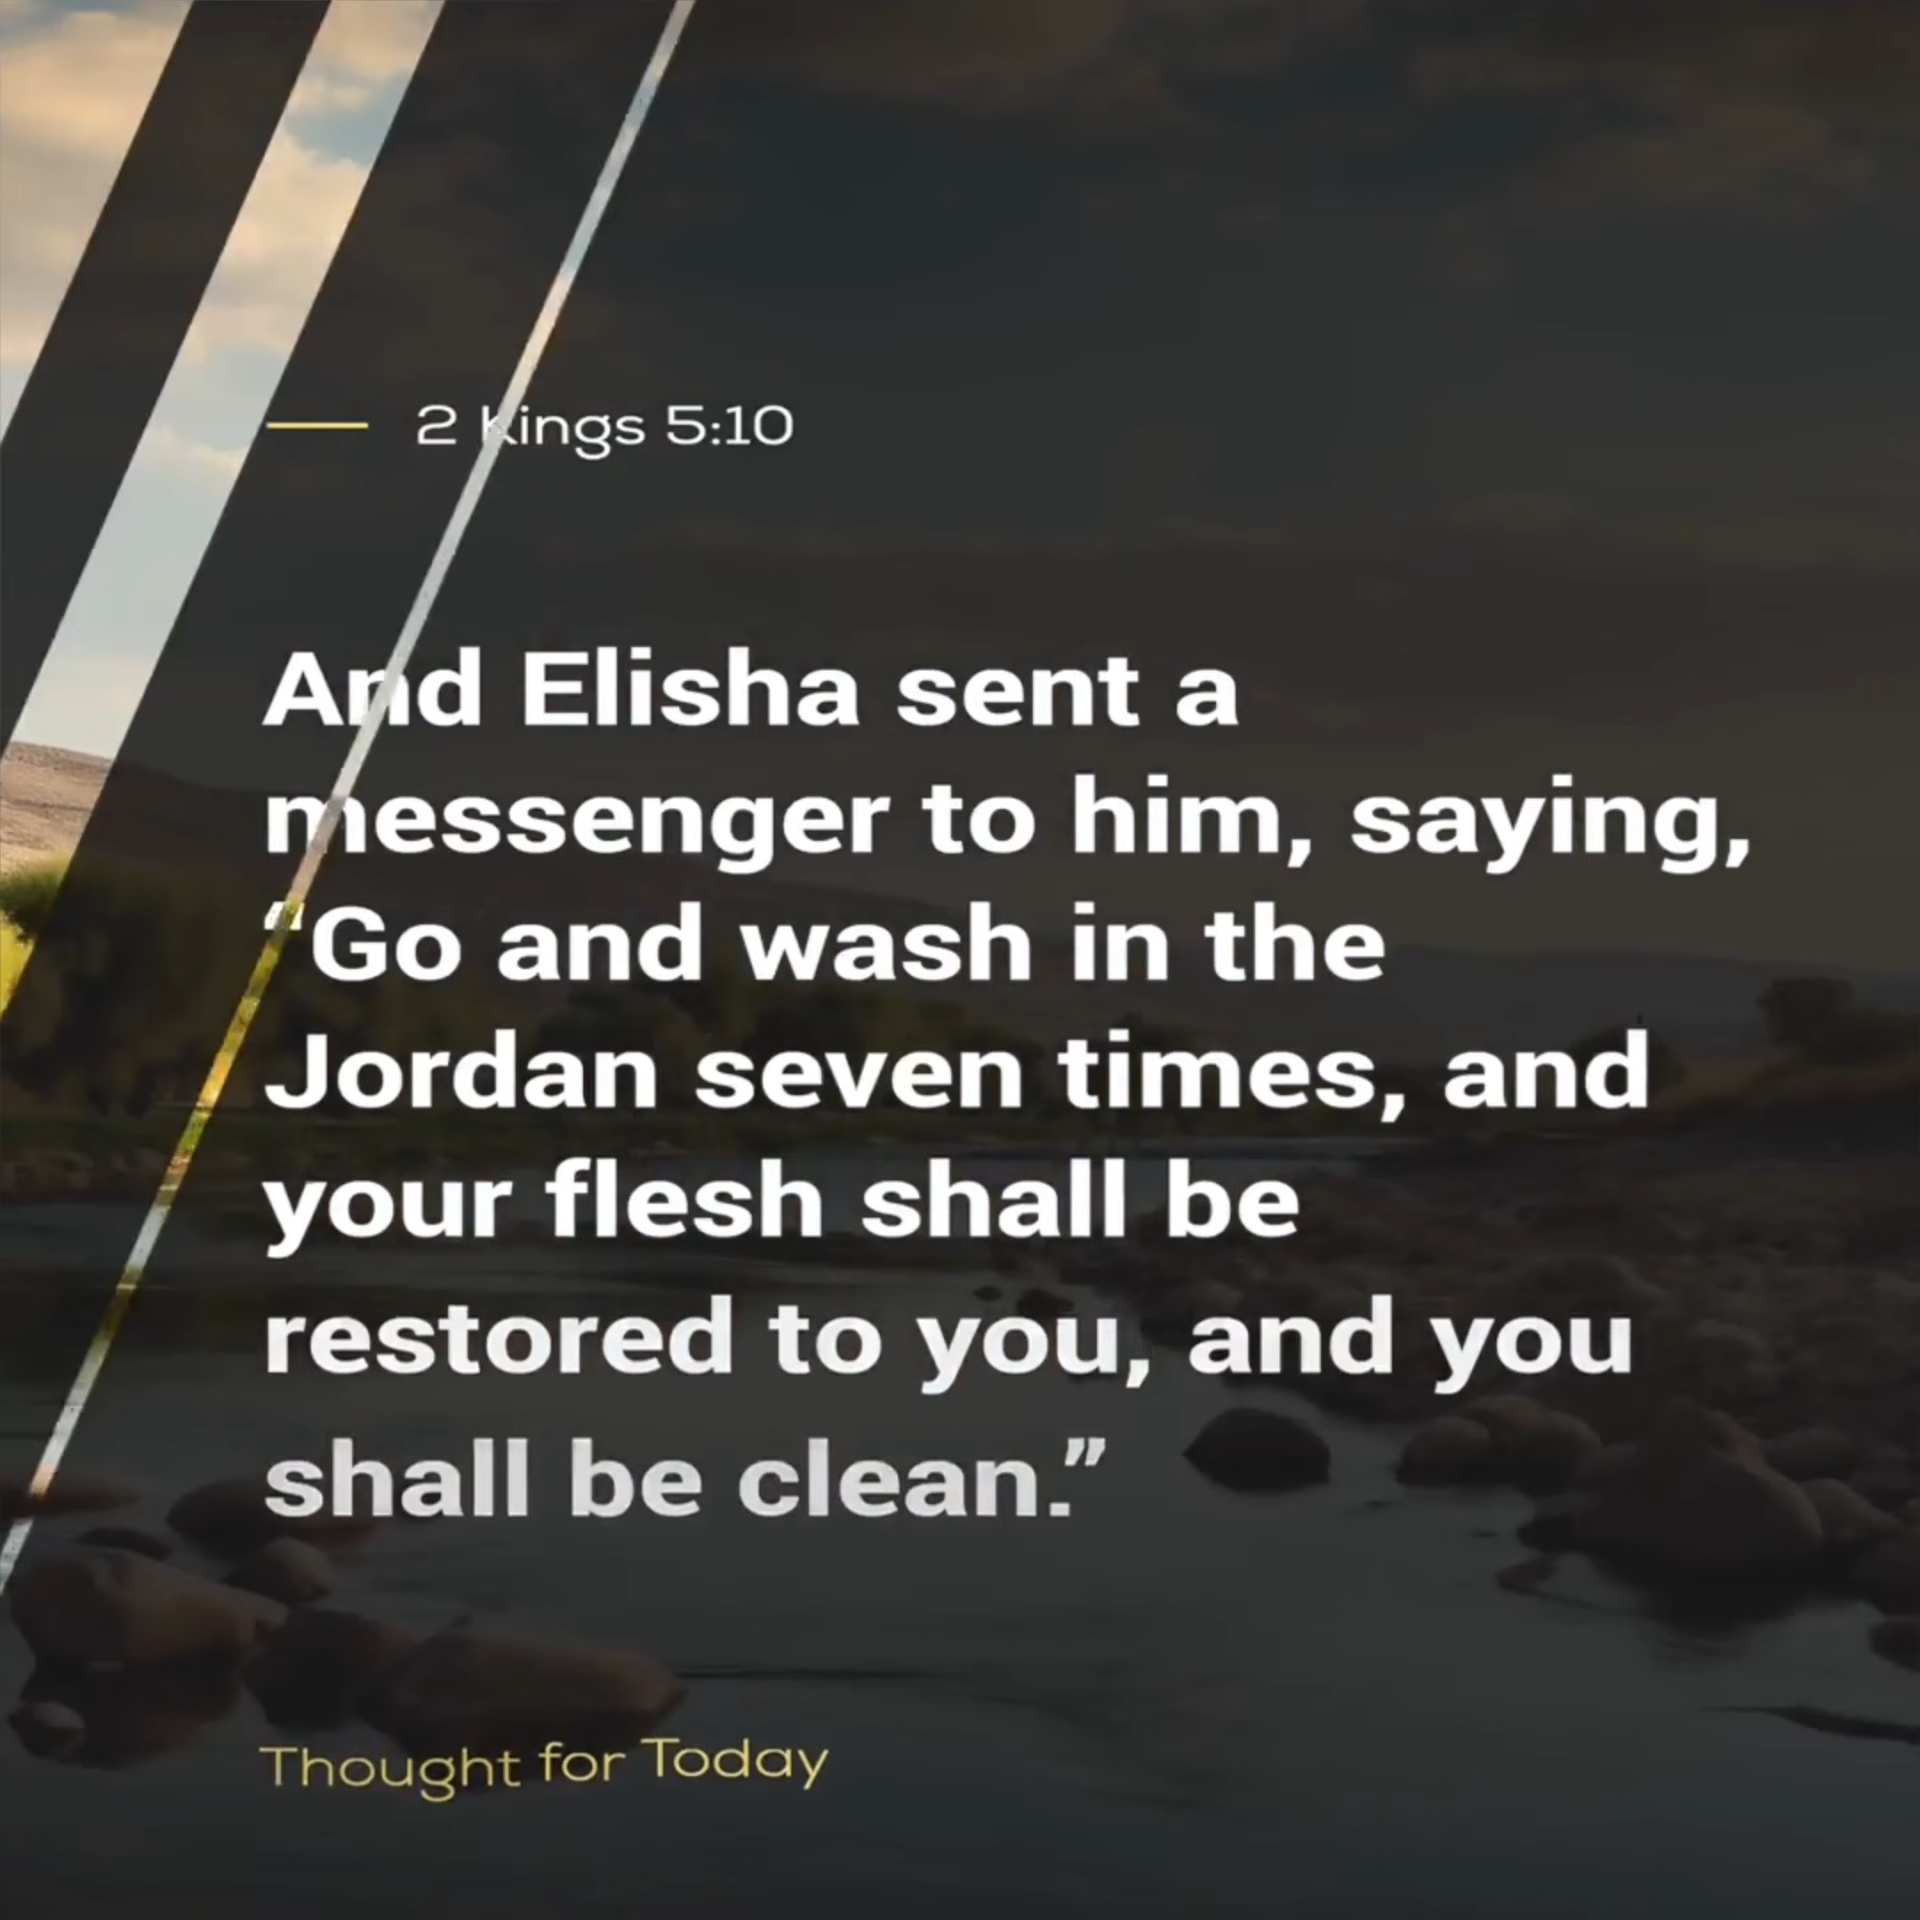 2 Kings 5:10
And Elisha sent a
messenger to him, saying,
“Go and wash in the
Jordan seven times, and
your flesh shall be
restored to you, and you
shall be clean.”
Thought for Today